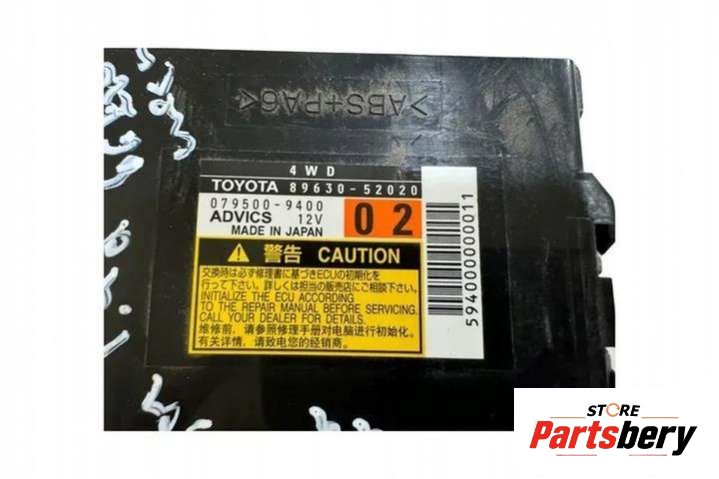 >ABS+PA6<
4WD
TOYOTA 89630-52020
079500-9400
ADVICS 12V
MADE IN JAPAN
02
警告 CAUTION
交換時は必ず修理書に基づきECUの初期化を
行って下さい。詳しくは担当の販売店にご相談下さい。
INITIALIZE THE ECU ACCORDING
TO THE REPAIR MANUAL BEFORE SERVICING.
CALL YOUR DEALER FOR DETAILS.
维修前,请参照修理手册对电脑进行初始化。
有关详情,请致电您的经销商。
5940000000011
STORE
Partsbery